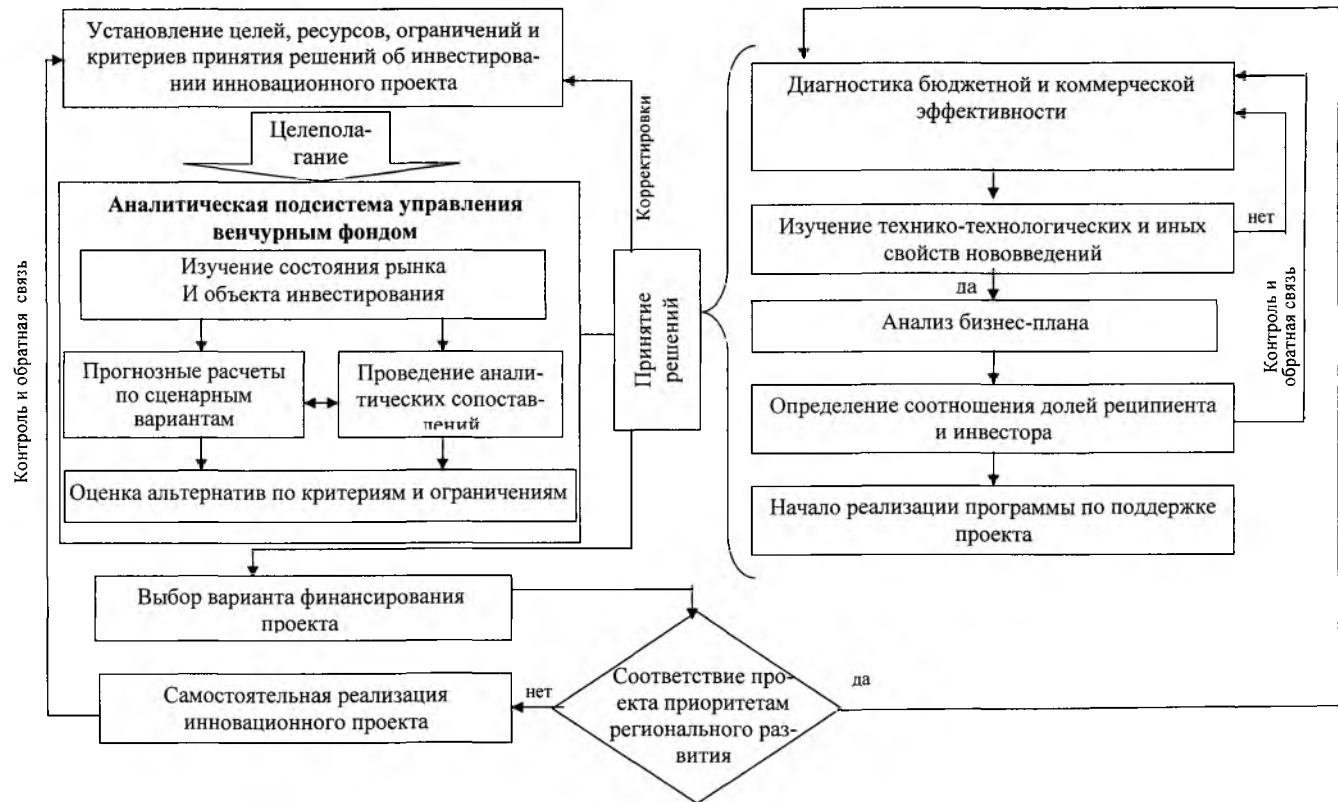 Установление целей, ресурсов, ограничений и
критериев принятия решений об инвестирова-
нии инновационного проекта
Целепола-
гание
Аналитическая подсистема управления
венчурным фондом
Изучение состояния рынка
И объекта инвестирования
Прогнозные расчеты
по сценарным
вариантам
Проведение анали-
тических сопостав-
лений
Оценка альтернатив по критериям и ограничениям
Контроль и обратная связь
Корректировки
Принятие
решений
Выбор варианта финансирования
проекта
Самостоятельная реализация
инновационного проекта
нет
Соответствие про-
екта приоритетам
регионального раз-
вития
да
Диагностика бюджетной и коммерческой
эффективности
Изучение технико-технологических и иных
свойств нововведений
нет
да
Анализ бизнес-плана
Определение соотношения долей реципиента
и инвестора
Начало реализации программы по поддержке
проекта
Контроль и
обратная связь